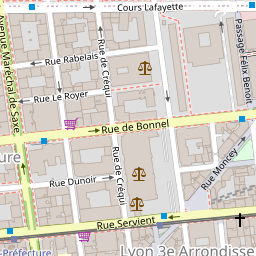 Cours Lafayette
Avenue Maréchal de Saxe
Rue de Créqui
Passage Félix Benoit
Rue Rabelais
Rue Le Royer
Rue de Bonnel
ure
Rue Moncey
Rue Dunoir
Rue de Créqui
Rue Servient
-Préfecture
Lyon 3e Arrondisse